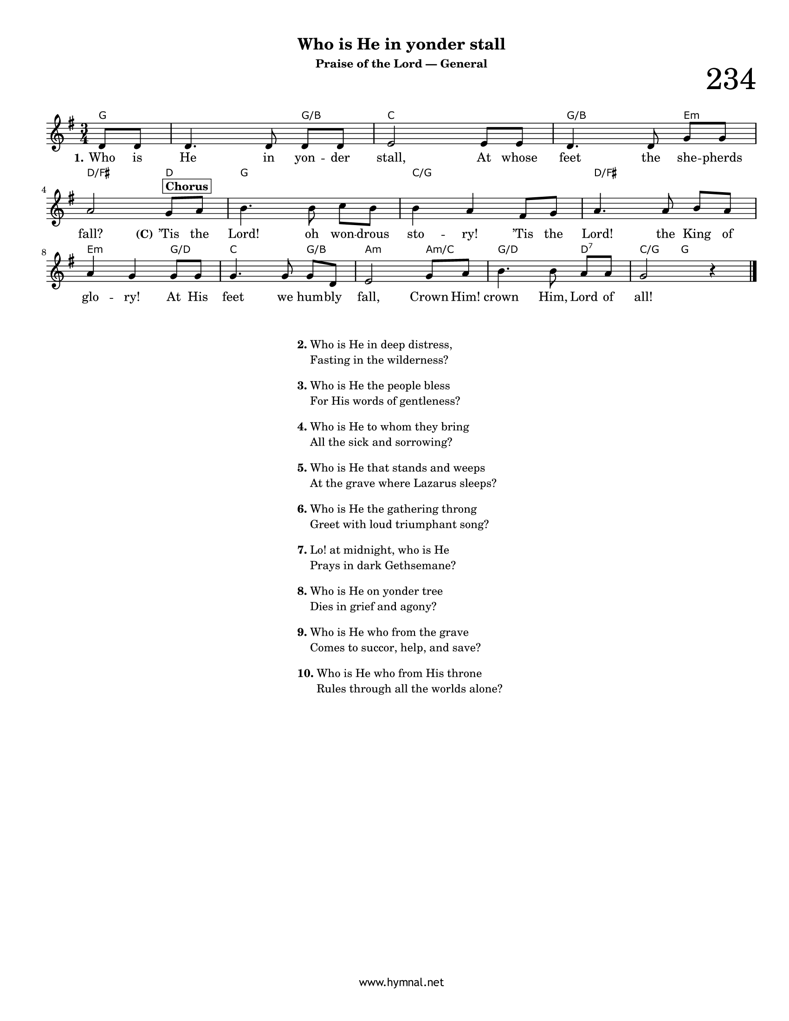 Who is He in yonder stall
Praise of the Lord — General
234
G G/B C G/B Em
1. Who is He in yon - der stall, At whose feet the she-pherds
D/F♯ D G C/G D/F♯
Chorus
4
fall? (C) ’Tis the Lord! oh won-drous sto - ry! ’Tis the Lord! the King of
Em G/D C G/B Am Am/C G/D D7 C/G G
8
glo - ry! At His feet we humbly fall, Crown Him! crown Him, Lord of all!
2. Who is He in deep distress,
Fasting in the wilderness?
3. Who is He the people bless
For His words of gentleness?
4. Who is He to whom they bring
All the sick and sorrowing?
5. Who is He that stands and weeps
At the grave where Lazarus sleeps?
6. Who is He the gathering throng
Greet with loud triumphant song?
7. Lo! at midnight, who is He
Prays in dark Gethsemane?
8. Who is He on yonder tree
Dies in grief and agony?
9. Who is He who from the grave
Comes to succor, help, and save?
10. Who is He who from His throne
Rules through all the worlds alone?
www.hymnal.net